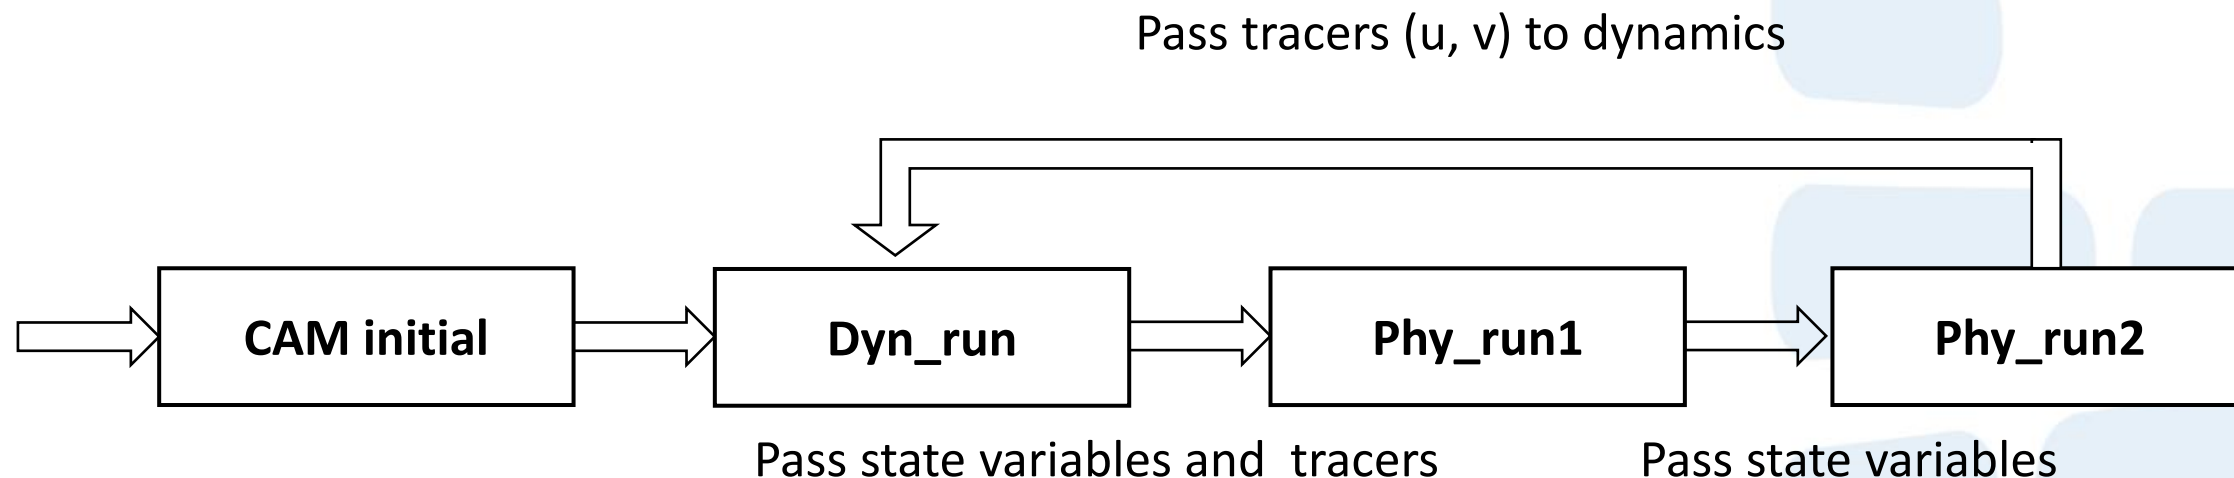 Pass tracers (u, v) to dynamics
CAM initial
Dyn_run
Phy_run1
Phy_run2
Pass state variables and  tracers
Pass state variables